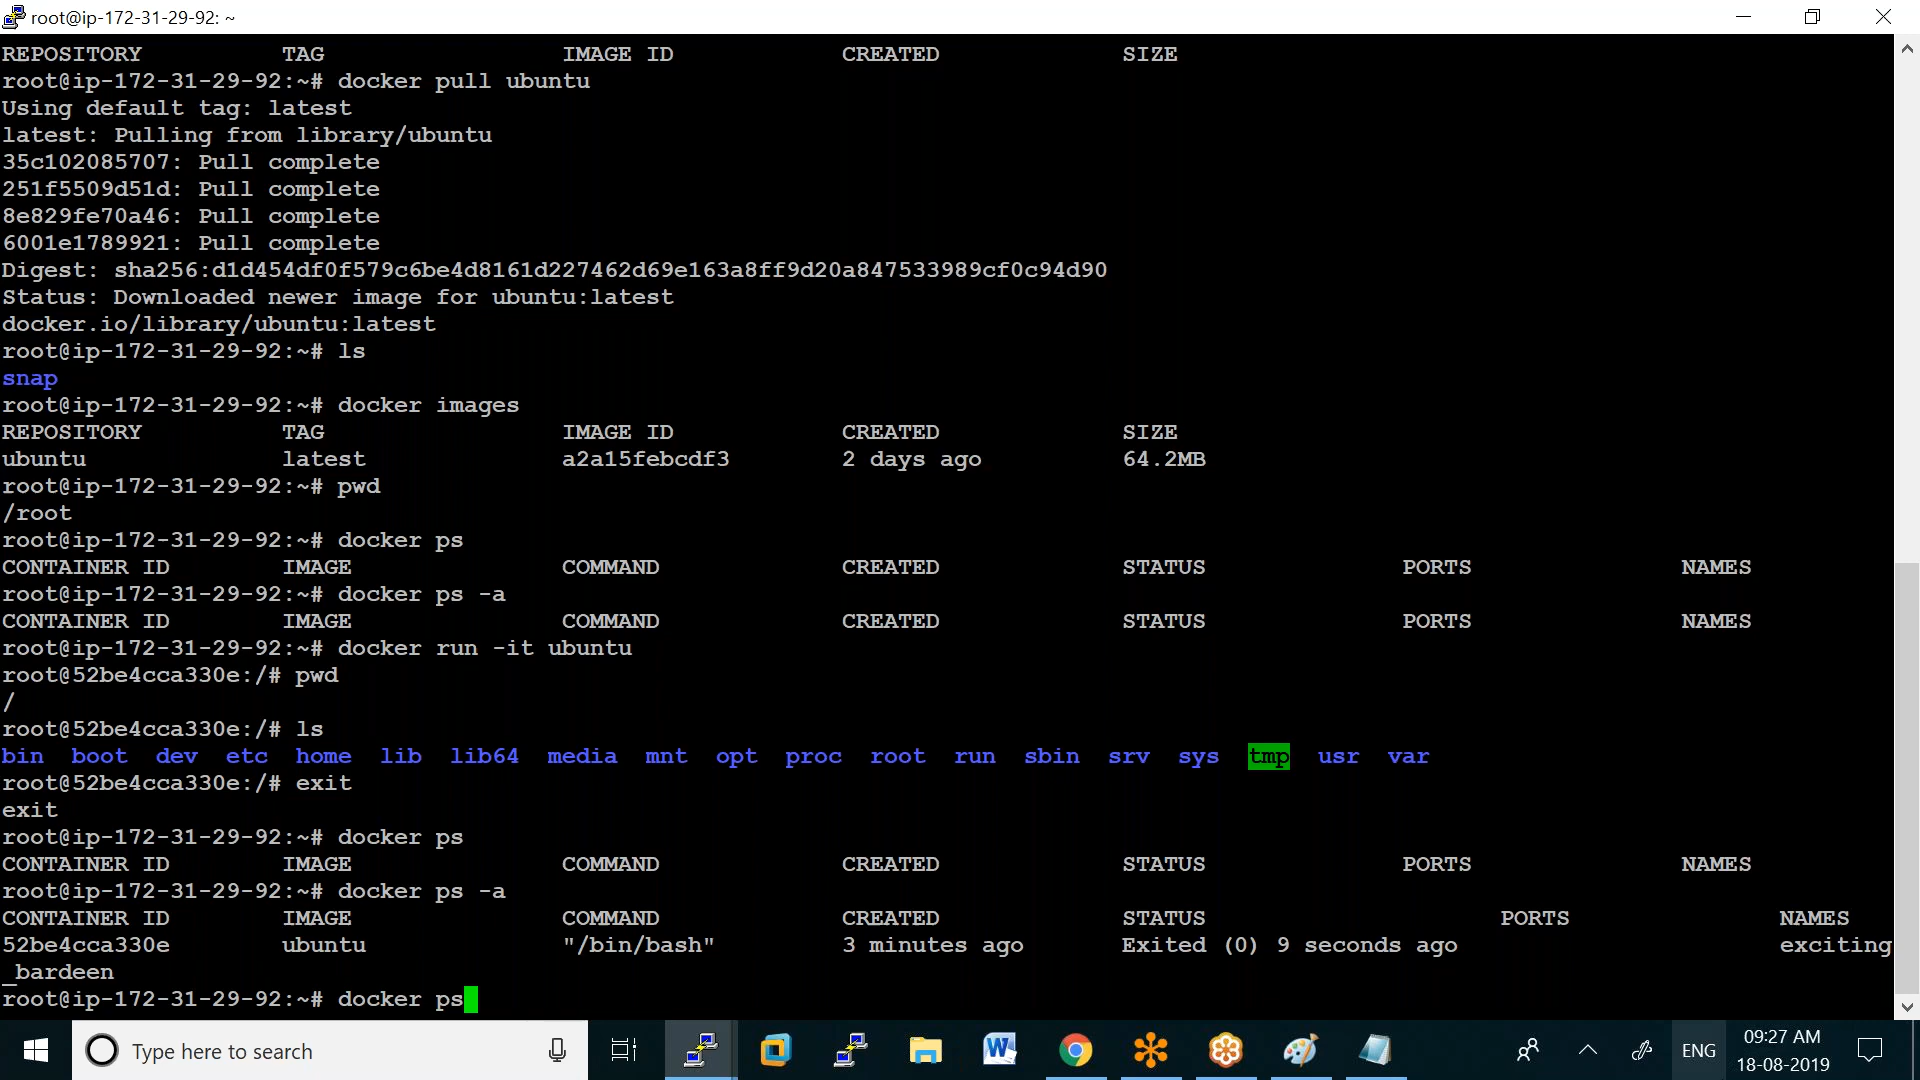 root@ip-172-31-29-92: ~
REPOSITORY TAG IMAGE ID CREATED SIZE
root@ip-172-31-29-92:~# docker pull ubuntu
Using default tag: latest
latest: Pulling from library/ubuntu
35c102085707: Pull complete
251f5509d51d: Pull complete
8e829fe70a46: Pull complete
6001e1789921: Pull complete
Digest: sha256:d1d454df0f579c6be4d8161d227462d69e163a8ff9d20a847533989cf0c94d90
Status: Downloaded newer image for ubuntu:latest
docker.io/library/ubuntu:latest
root@ip-172-31-29-92:~# ls
snap
root@ip-172-31-29-92:~# docker images
REPOSITORY TAG IMAGE ID CREATED SIZE
ubuntu latest a2a15febcdf3 2 days ago 64.2MB
root@ip-172-31-29-92:~# pwd
/root
root@ip-172-31-29-92:~# docker ps
CONTAINER ID IMAGE COMMAND CREATED STATUS PORTS NAMES
root@ip-172-31-29-92:~# docker ps -a
CONTAINER ID IMAGE COMMAND CREATED STATUS PORTS NAMES
root@ip-172-31-29-92:~# docker run -it ubuntu
root@52be4cca330e:/# pwd
/
root@52be4cca330e:/# ls
bin boot dev etc home lib lib64 media mnt opt proc root run sbin srv sys tmp usr var
root@52be4cca330e:/# exit
exit
root@ip-172-31-29-92:~# docker ps
CONTAINER ID IMAGE COMMAND CREATED STATUS PORTS NAMES
root@ip-172-31-29-92:~# docker ps -a
CONTAINER ID IMAGE COMMAND CREATED STATUS PORTS NAMES
52be4cca330e ubuntu "/bin/bash" 3 minutes ago Exited (0) 9 seconds ago exciting
_bardeen
root@ip-172-31-29-92:~# docker ps
Type here to search
ENG
09:27 AM
18-08-2019